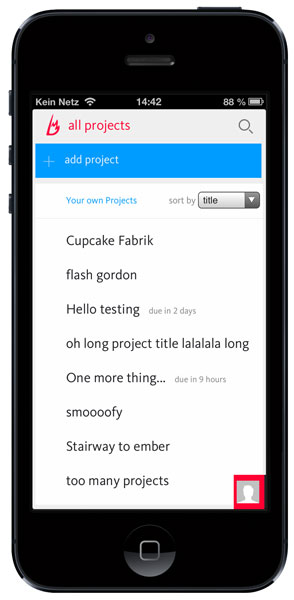 Kein Netz 14:42 88 %
all projects
+ add project
Your own Projects sort by title
Cupcake Fabrik
flash gordon
Hello testing due in 2 days
oh long project title lalalala long
One more thing... due in 9 hours
smoooofy
Stairway to ember
too many projects